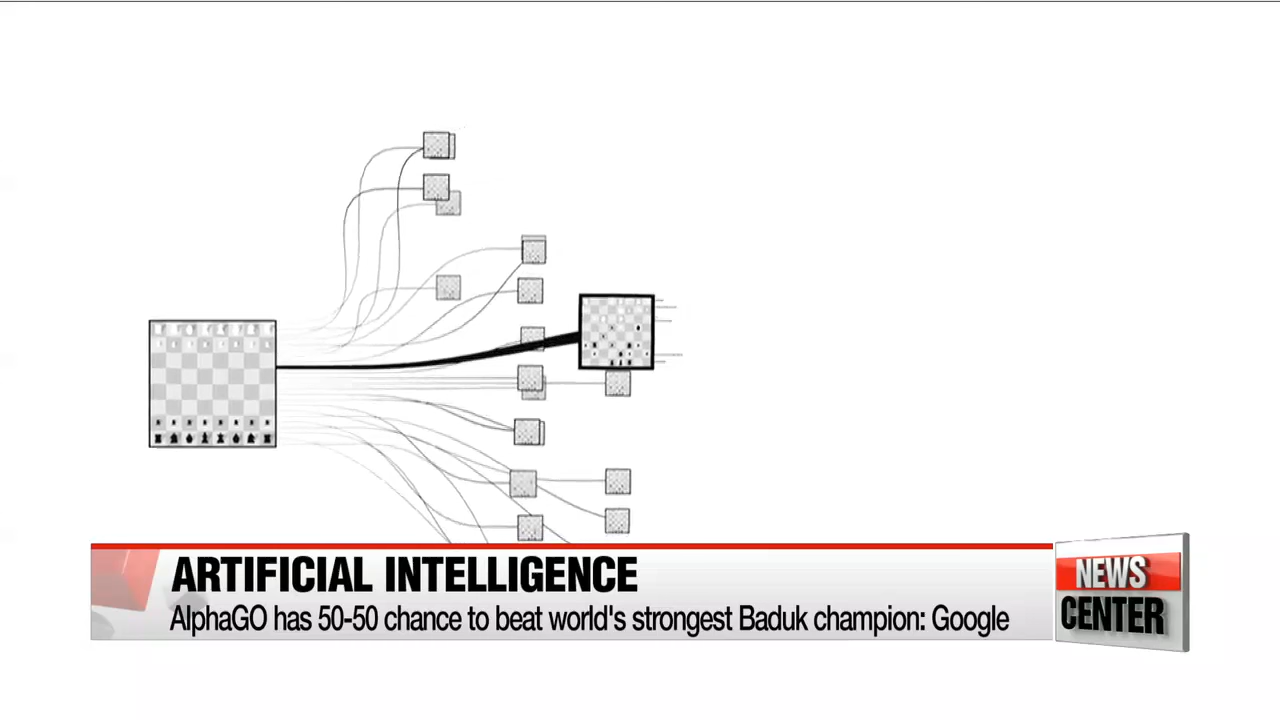 ARTIFICIAL INTELLIGENCE
AlphaGO has 50-50 chance to beat world's strongest Baduk champion: Google
NEWS
CENTER